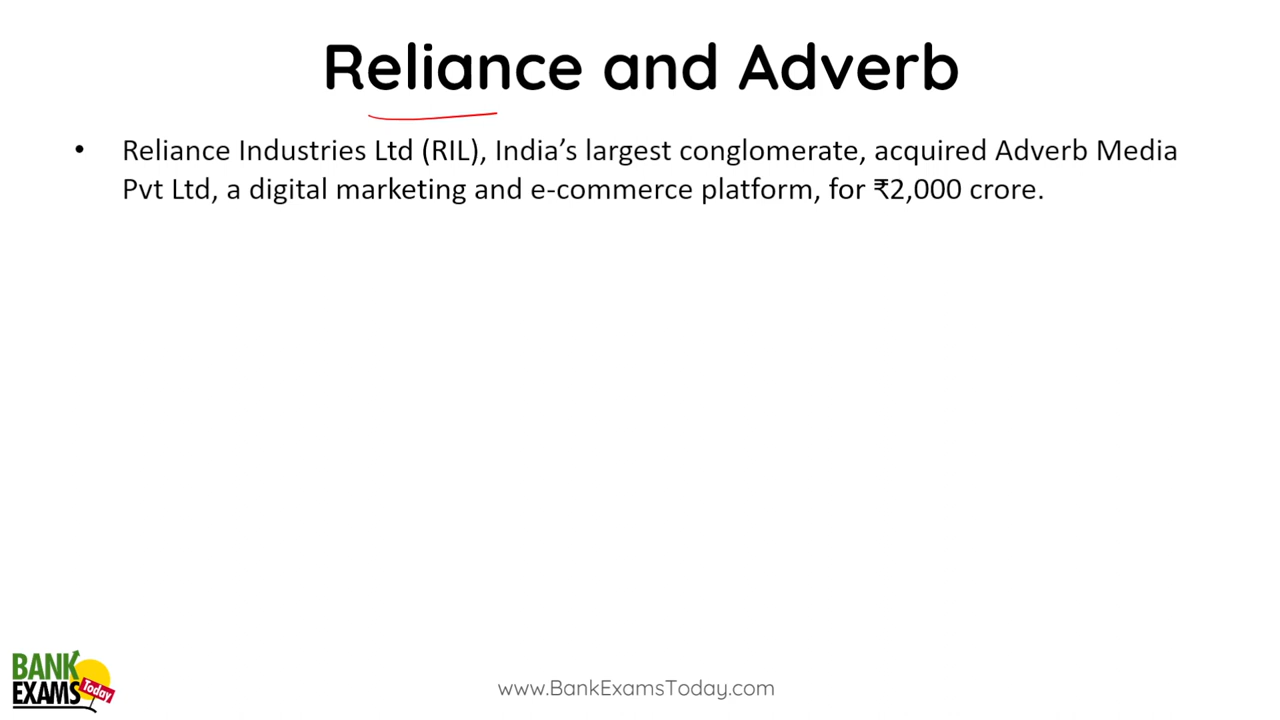 Reliance and Adverb
• Reliance Industries Ltd (RIL), India’s largest conglomerate, acquired Adverb Media
Pvt Ltd, a digital marketing and e-commerce platform, for ₹2,000 crore.
BANK
EXAMS
Today
www.BankExamsToday.com